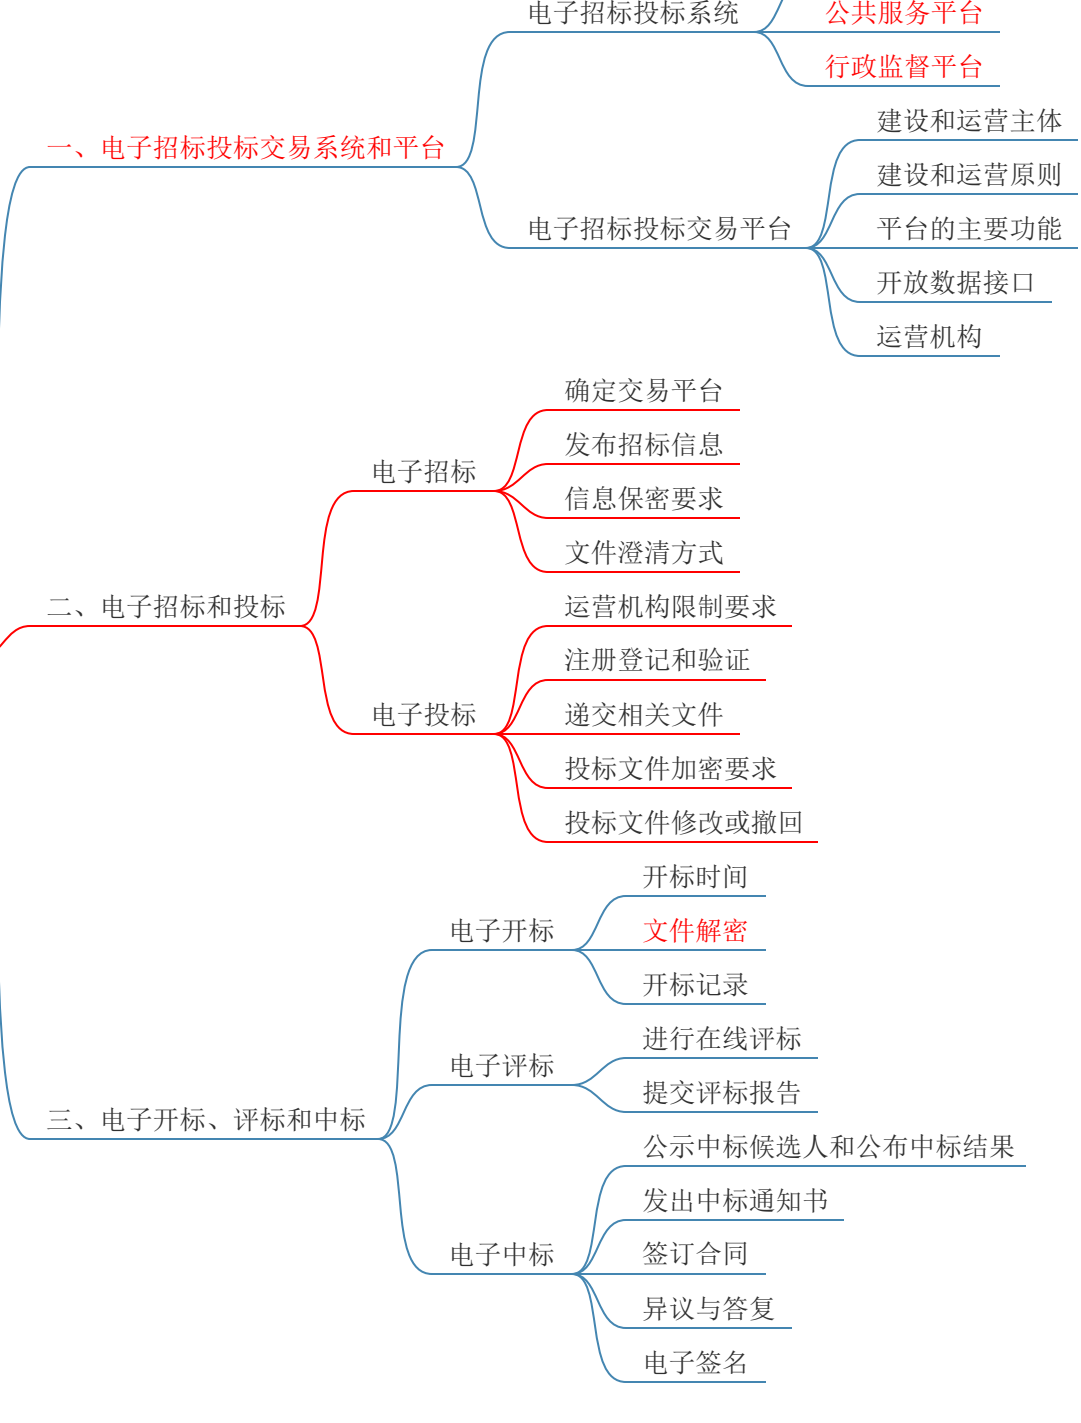 电子招标投标系统
公共服务平台
行政监督平台
一、电子招标投标交易系统和平台
建设和运营主体
建设和运营原则
电子招标投标交易平台
平台的主要功能
开放数据接口
运营机构
确定交易平台
发布招标信息
电子招标
信息保密要求
文件澄清方式
二、电子招标和投标
运营机构限制要求
注册登记和验证
电子投标
递交相关文件
投标文件加密要求
投标文件修改或撤回
开标时间
电子开标
文件解密
开标记录
进行在线评标
电子评标
提交评标报告
三、电子开标、评标和中标
公示中标候选人和公布中标结果
发出中标通知书
电子中标
签订合同
异议与答复
电子签名